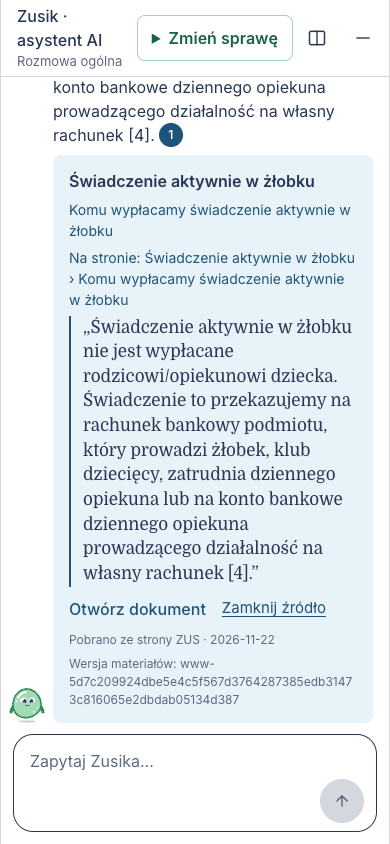 Zusik ·
asystent AI
Rozmowa ogólna
▶ Zmień sprawę
konto bankowe dziennego opiekuna
prowadzącego działalność na własny
rachunek [4]. 1
Świadczenie aktywnie w żłobku
Komu wypłacamy świadczenie aktywnie w
żłobku
Na stronie: Świadczenie aktywnie w żłobku
› Komu wypłacamy świadczenie aktywnie
w żłobku
„Świadczenie aktywnie w żłobku
nie jest wypłacane
rodzicowi/opiekunowi dziecka.
Świadczenie to przekazujemy na
rachunek bankowy podmiotu,
który prowadzi żłobek, klub
dziecięcy, zatrudnia dziennego
opiekuna lub na konto bankowe
dziennego opiekuna
prowadzącego działalność na
własny rachunek [4].”
Otwórz dokument Zamknij źródło
Pobrano ze strony ZUS · 2026-11-22
Wersja materiałów: www-
5d7c209924dbe5e4c5f567d3764287385edb3147
3c816065e2dbdab05134d387
Zapytaj Zusika...